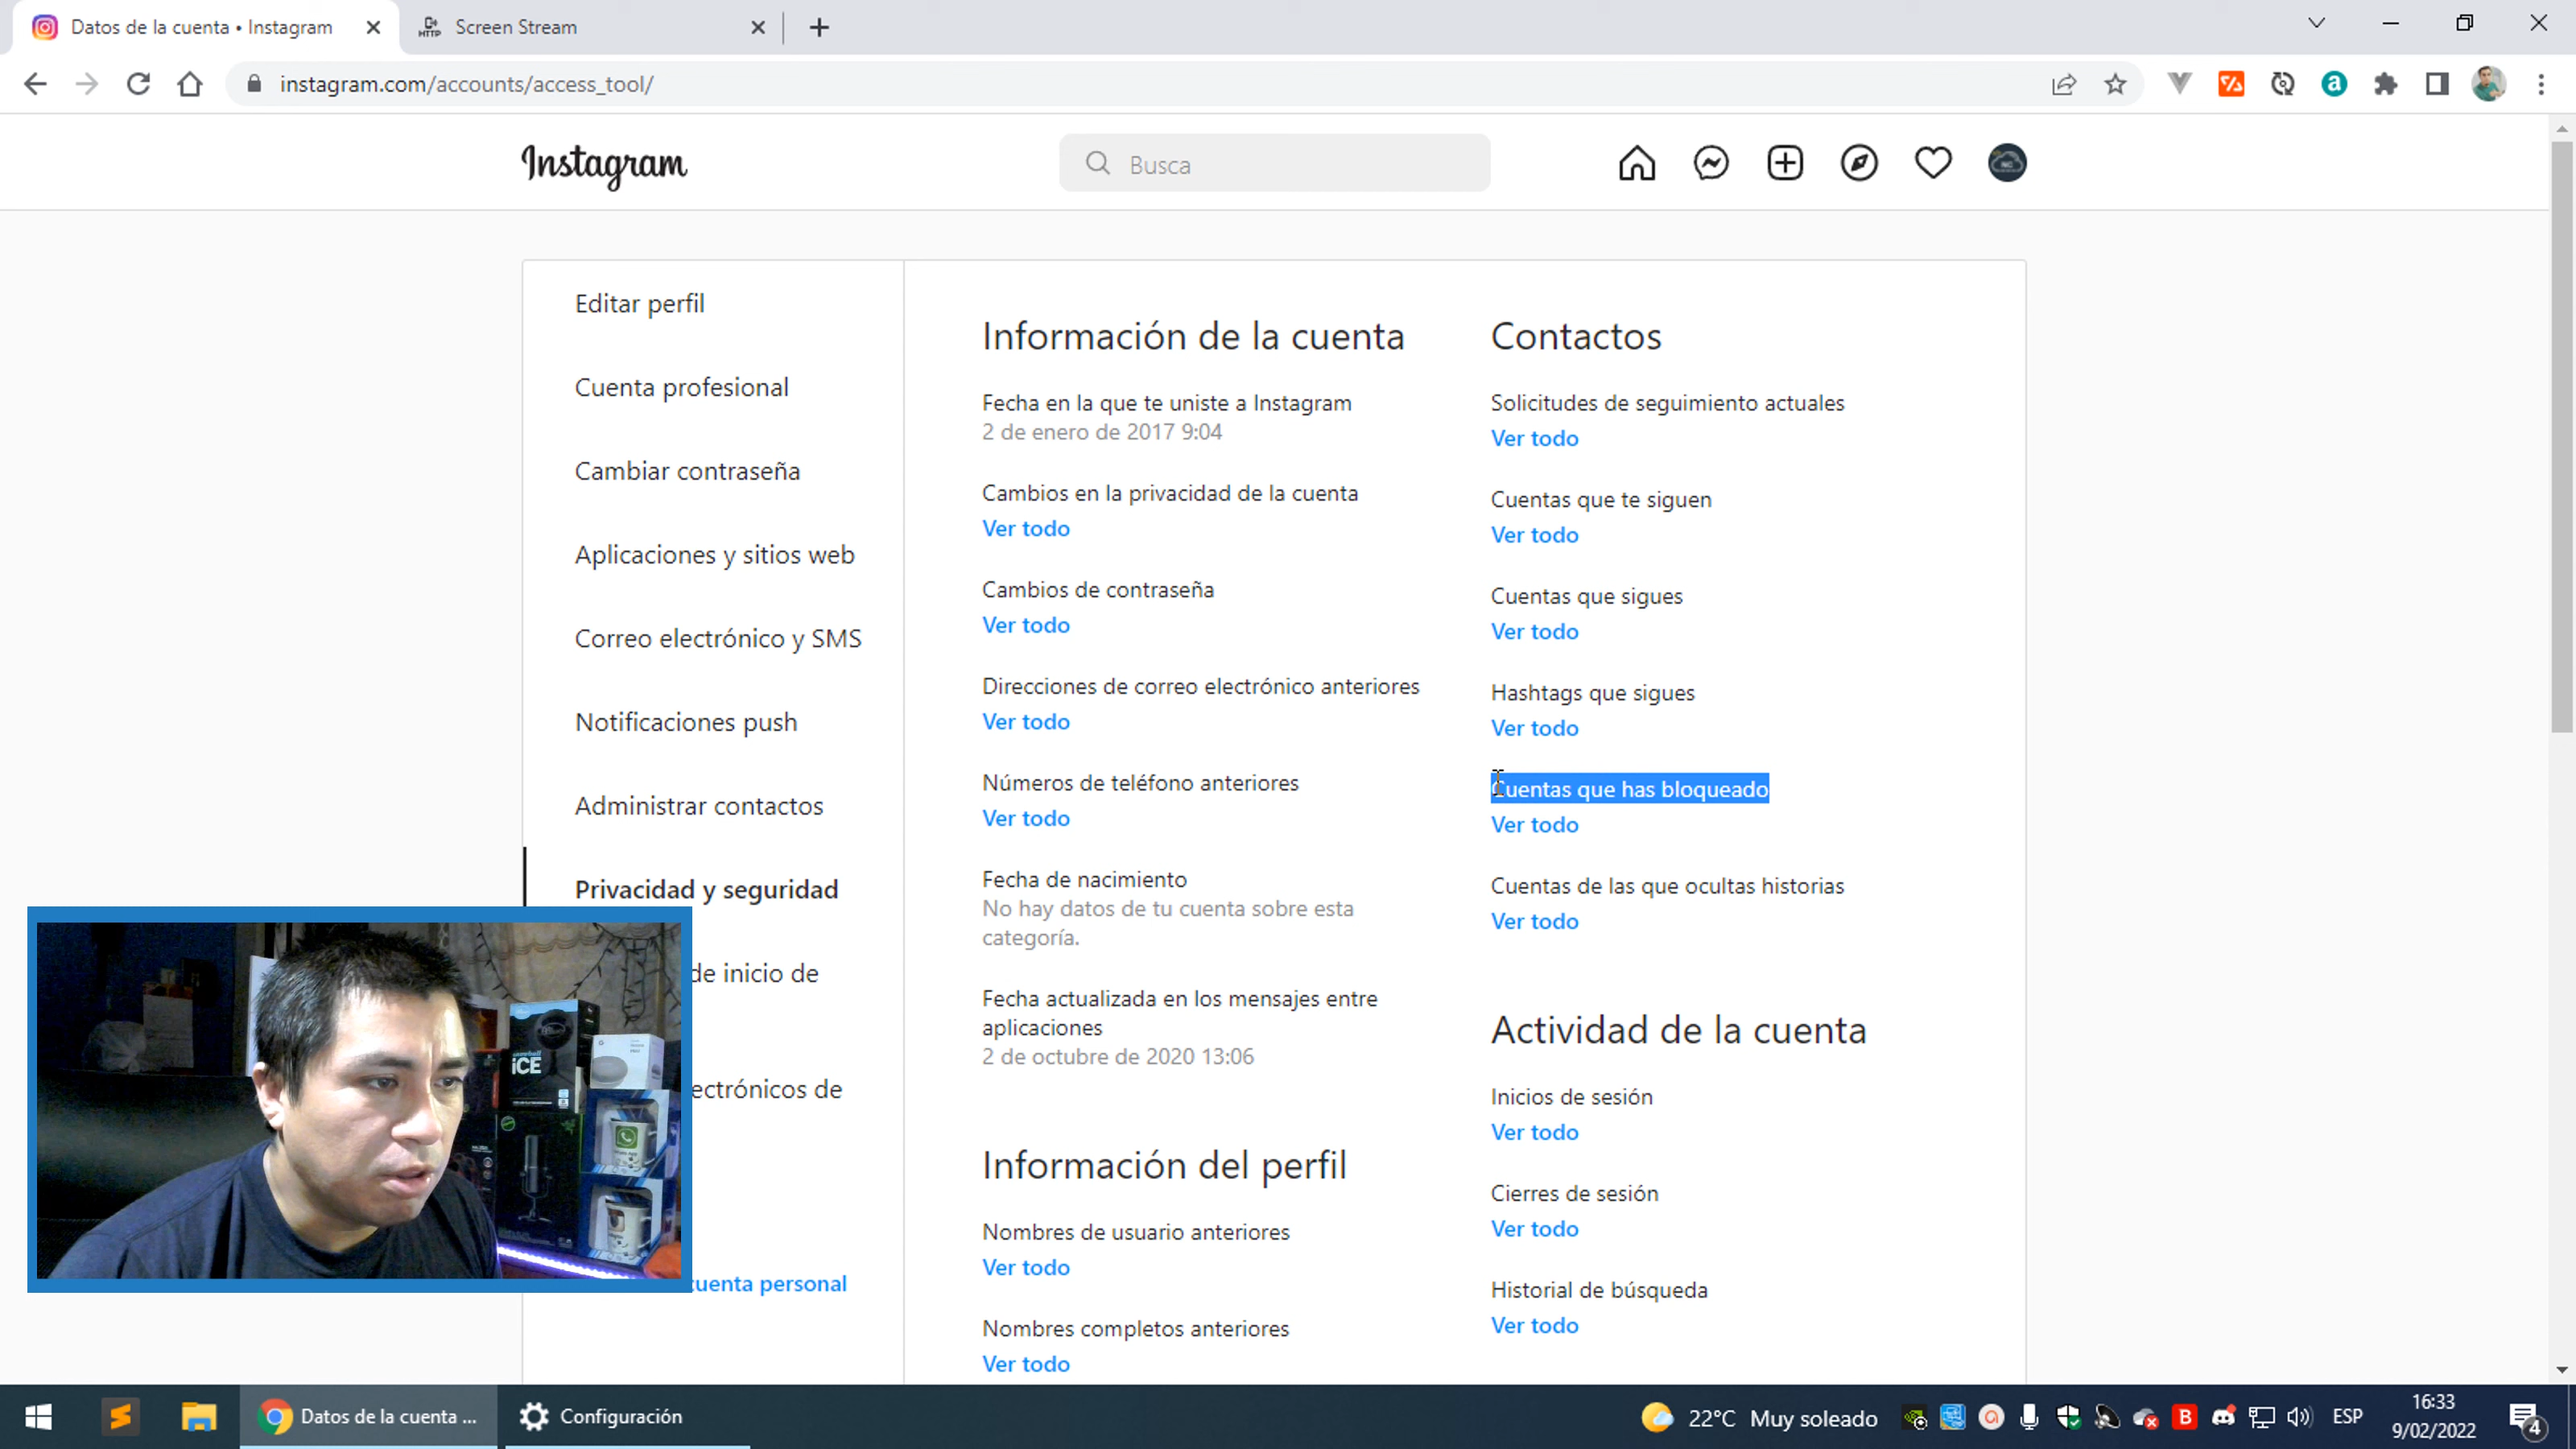 Datos de la cuenta • Instagram
Screen Stream
instagram.com/accounts/access_tool/
Instagram
Busca
Editar perfil
Cuenta profesional
Cambiar contraseña
Aplicaciones y sitios web
Correo electrónico y SMS
Notificaciones push
Administrar contactos
Privacidad y seguridad
de inicio de
ectrónicos de
cuenta personal
Información de la cuenta
Fecha en la que te uniste a Instagram
2 de enero de 2017 9:04
Cambios en la privacidad de la cuenta
Ver todo
Cambios de contraseña
Ver todo
Direcciones de correo electrónico anteriores
Ver todo
Números de teléfono anteriores
Ver todo
Fecha de nacimiento
No hay datos de tu cuenta sobre esta
categoría.
Fecha actualizada en los mensajes entre
aplicaciones
2 de octubre de 2020 13:06
Información del perfil
Nombres de usuario anteriores
Ver todo
Nombres completos anteriores
Ver todo
Contactos
Solicitudes de seguimiento actuales
Ver todo
Cuentas que te siguen
Ver todo
Cuentas que sigues
Ver todo
Hashtags que sigues
Ver todo
Cuentas que has bloqueado
Ver todo
Cuentas de las que ocultas historias
Ver todo
Actividad de la cuenta
Inicios de sesión
Ver todo
Cierres de sesión
Ver todo
Historial de búsqueda
Ver todo
iCE
Datos de la cuenta ...
Configuración
22°C Muy soleado
ESP
16:33
9/02/2022
4